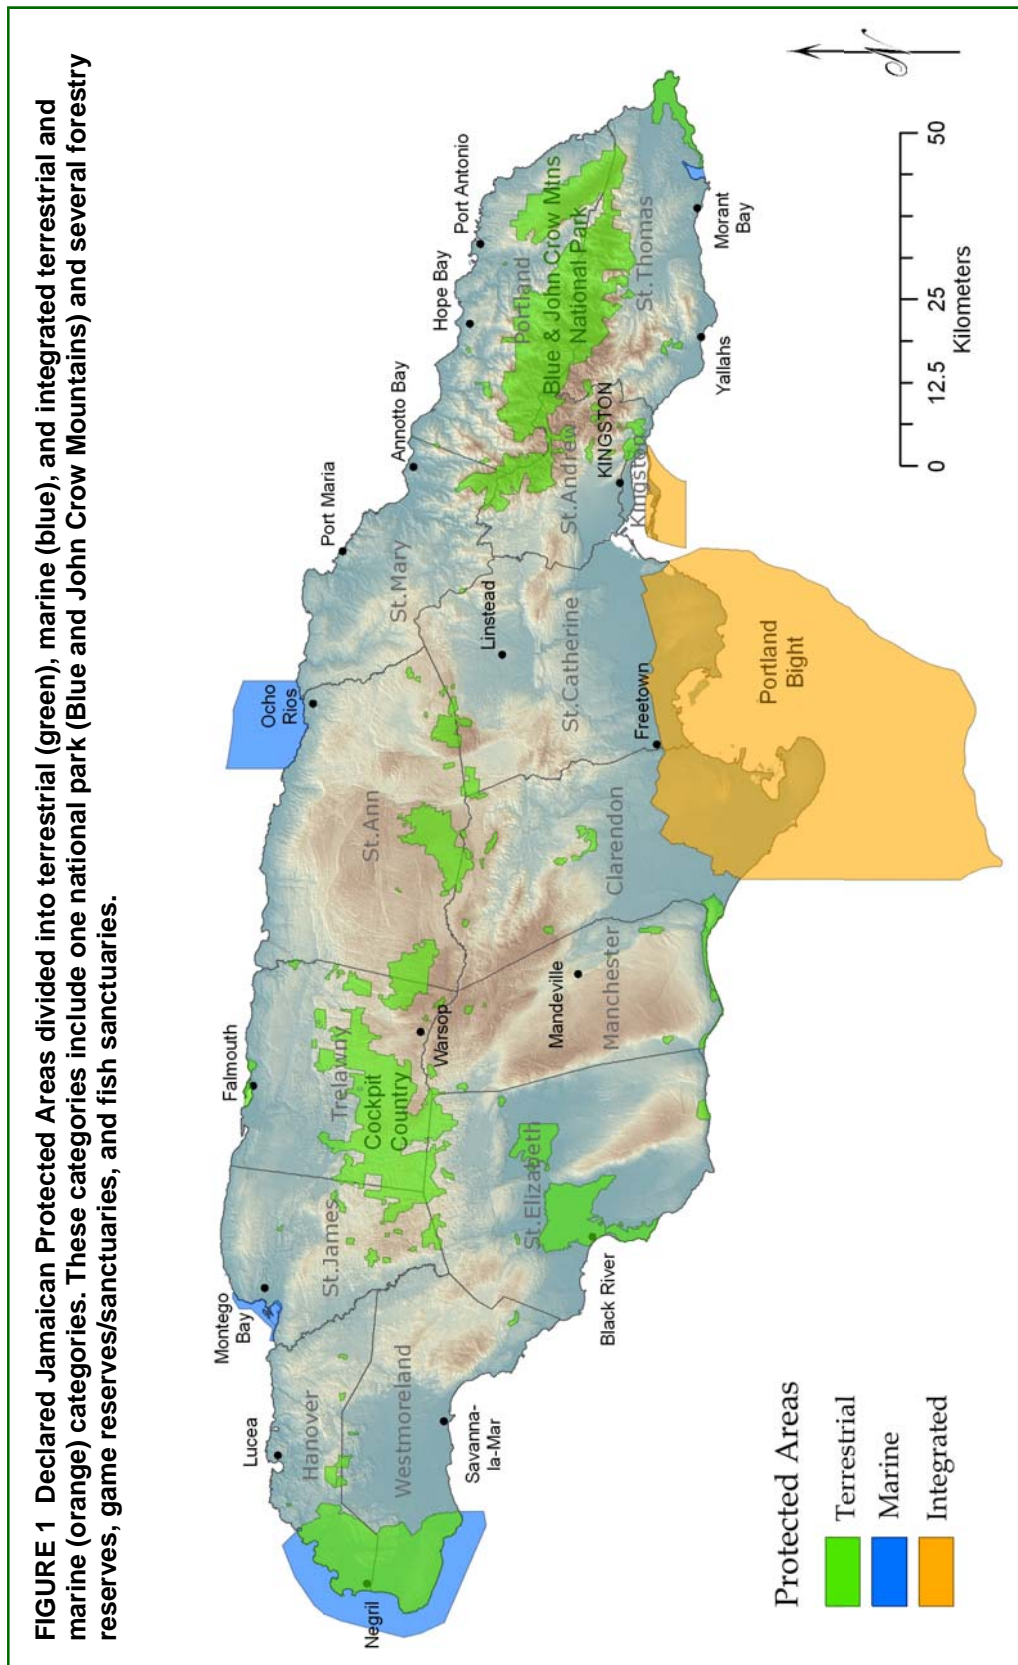 FIGURE 1 Declared Jamaican Protected Areas divided into terrestrial (green), marine (blue), and integrated terrestrial and
marine (orange) categories. These categories include one national park (Blue and John Crow Mountains) and several forestry
reserves, game reserves/sanctuaries, and fish sanctuaries.
N
Montego
Bay
Lucea
Falmouth
Ocho
Rios
Port Maria
Annotto Bay
Hope Bay
Port Antonio
Hanover
St.James
Trelawny
St.Ann
St.Mary
Portland
Cockpit
Country
Blue & John Crow Mtns
National Park
Negril
Westmoreland
Warsop
Linstead
St.Andrew
St.Thomas
Savanna-
la-Mar
St.Elizabeth
Mandeville
Manchester
Clarendon
St.Catherine
KINGSTON
Kingston
Black River
Freetown
Yallahs
Morant
Bay
Portland
Bight
Protected Areas
Terrestrial
Marine
Integrated
0 12.5 25 50
Kilometers